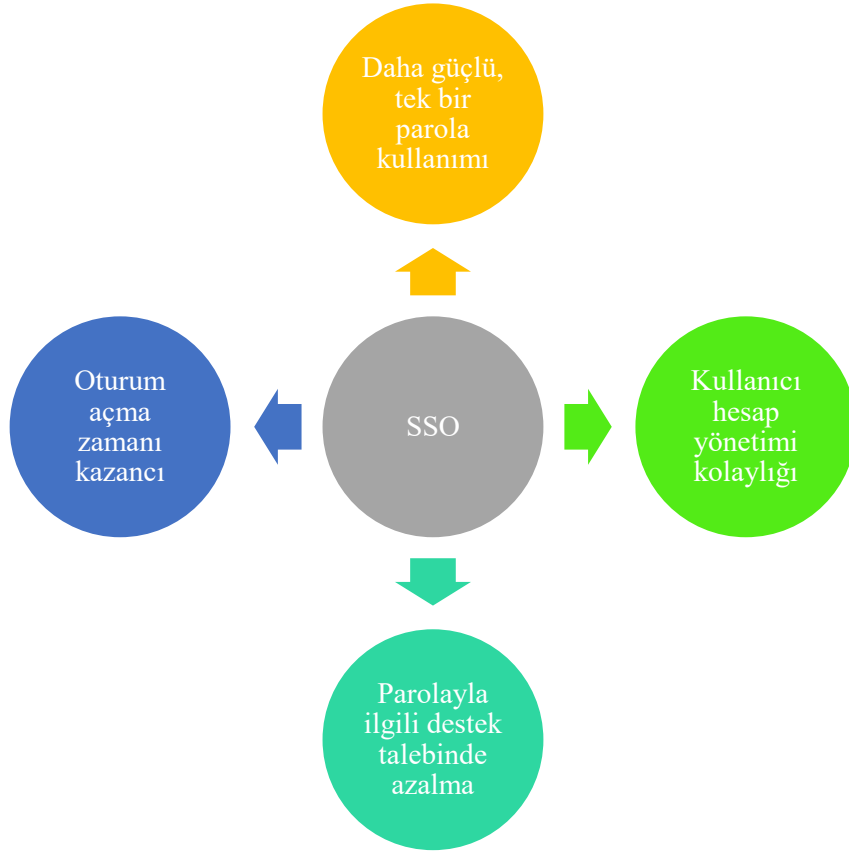 Daha güçlü,
tek bir
parola
kullanımı
Oturum
açma
zamanı
kazancı
SSO
Kullanıcı
hesap
yönetimi
kolaylığı
Parolayla
ilgili destek
talebinde
azalma